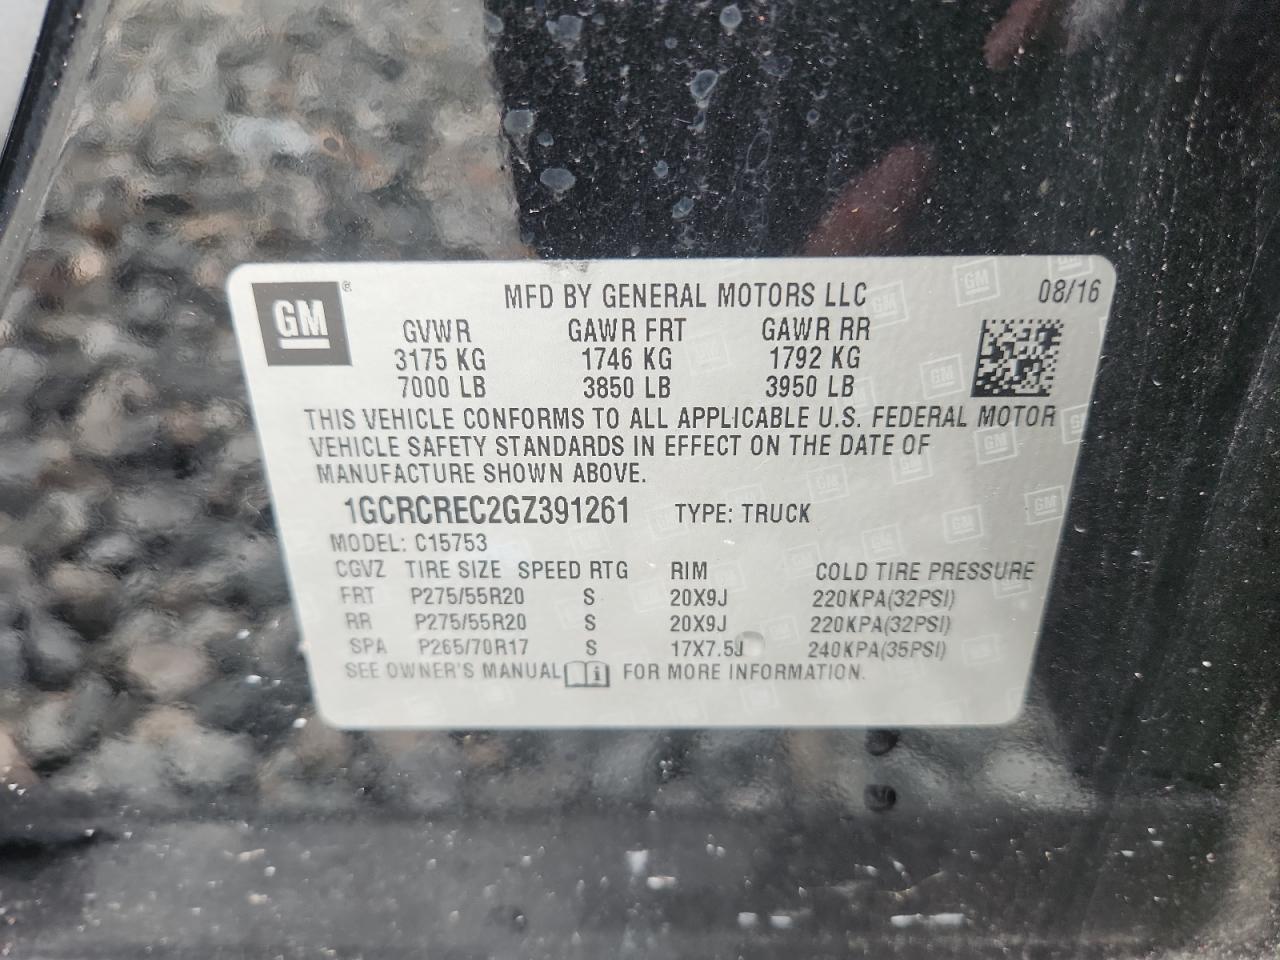 GM ®
MFD BY GENERAL MOTORS LLC 08/16
GVWR GAWR FRT GAWR RR
3175 KG 1746 KG 1792 KG
7000 LB 3850 LB 3950 LB
THIS VEHICLE CONFORMS TO ALL APPLICABLE U.S. FEDERAL MOTOR
VEHICLE SAFETY STANDARDS IN EFFECT ON THE DATE OF
MANUFACTURE SHOWN ABOVE.
1GCRCREC2GZ391261 TYPE: TRUCK
MODEL: C15753
CGVZ TIRE SIZE SPEED RTG RIM COLD TIRE PRESSURE
FRT P275/55R20 S 20X9J 220KPA(32PSI)
RR P275/55R20 S 20X9J 220KPA(32PSI)
SPA P265/70R17 S 17X7.5J 240KPA(35PSI)
SEE OWNER'S MANUAL i FOR MORE INFORMATION.